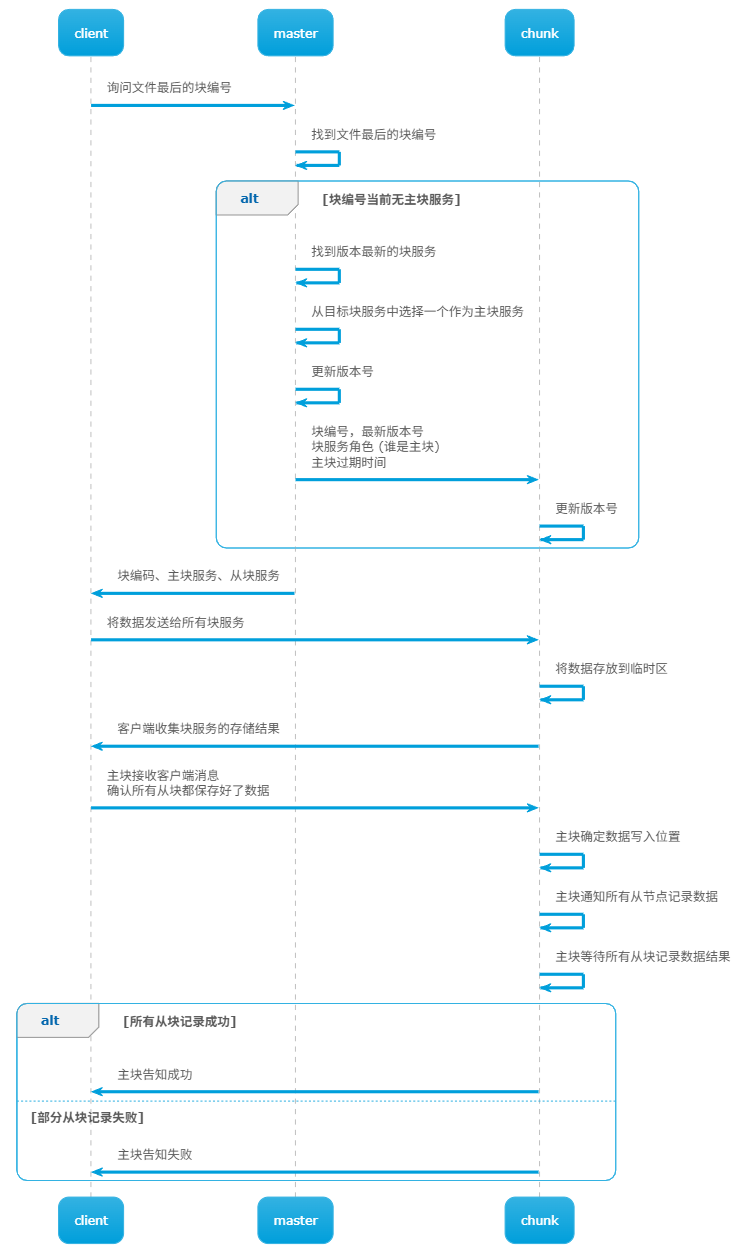 client
master
chunk
询问文件最后的块编号
找到文件最后的块编号
alt
[块编号当前无主块服务]
找到版本最新的块服务
从目标块服务中选择一个作为主块服务
更新版本号
块编号，最新版本号
块服务角色 (谁是主块)
主块过期时间
更新版本号
块编码、主块服务、从块服务
将数据发送给所有块服务
将数据存放到临时区
客户端收集块服务的存储结果
主块接收客户端消息
确认所有从块都保存好了数据
主块确定数据写入位置
主块通知所有从节点记录数据
主块等待所有从块记录数据结果
alt
[所有从块记录成功]
主块告知成功
[部分从块记录失败]
主块告知失败
client
master
chunk